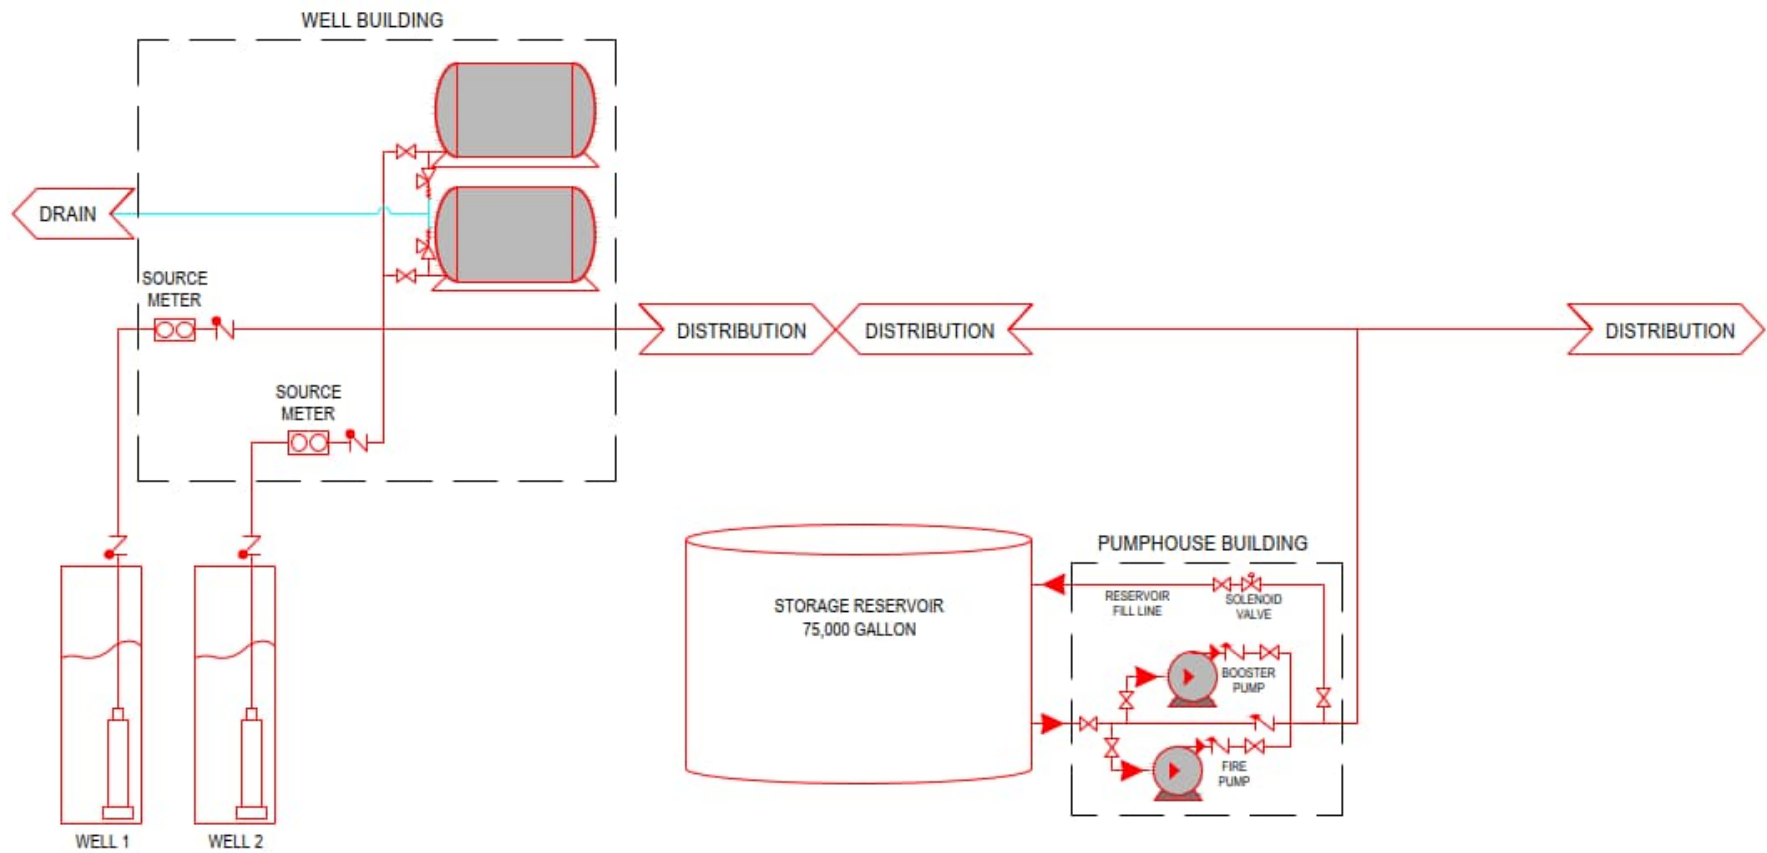 WELL BUILDING
DRAIN
SOURCE
METER
DISTRIBUTION
DISTRIBUTION
DISTRIBUTION
SOURCE
METER
PUMPHOUSE BUILDING
STORAGE RESERVOIR
75,000 GALLON
RESERVOIR
FILL LINE
SOLENOID
VALVE
BOOSTER
PUMP
FIRE
PUMP
WELL 1
WELL 2